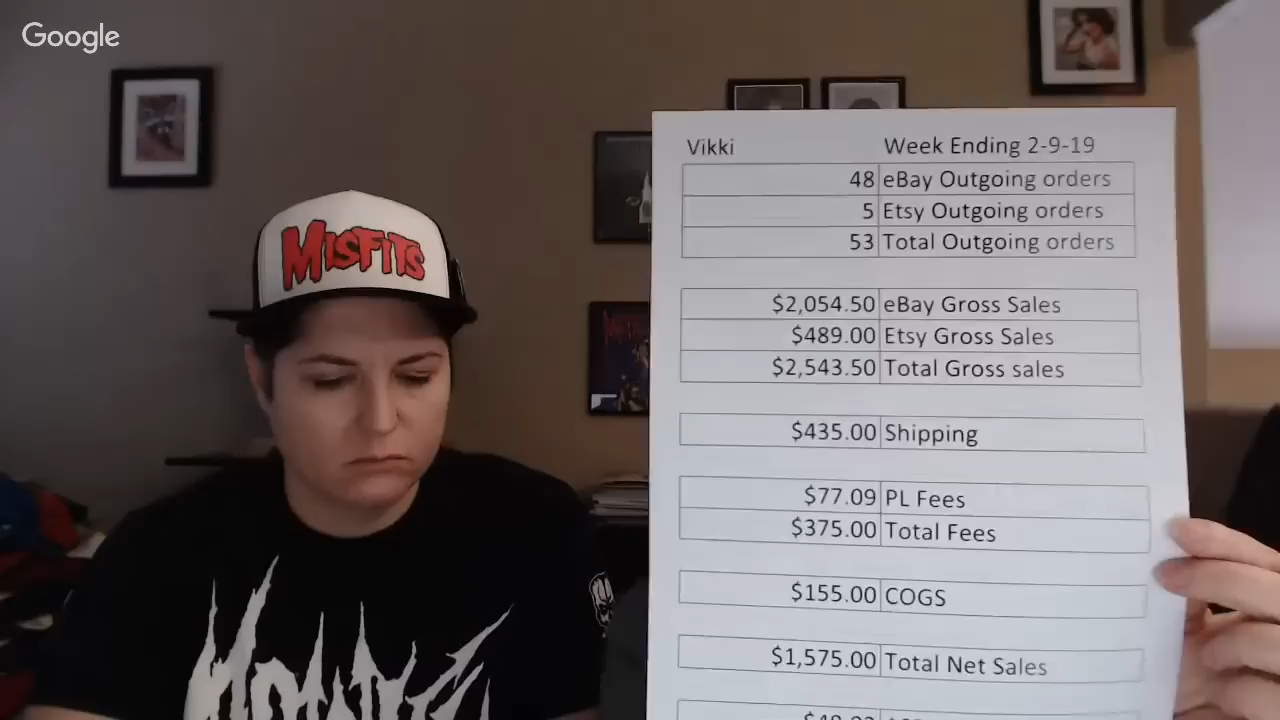 Google
MISFITS
Vikki Week Ending 2-9-19
48 eBay Outgoing orders
5 Etsy Outgoing orders
53 Total Outgoing orders
$2,054.50 eBay Gross Sales
$489.00 Etsy Gross Sales
$2,543.50 Total Gross sales
$435.00 Shipping
$77.09 PL Fees
$375.00 Total Fees
$155.00 COGS
$1,575.00 Total Net Sales